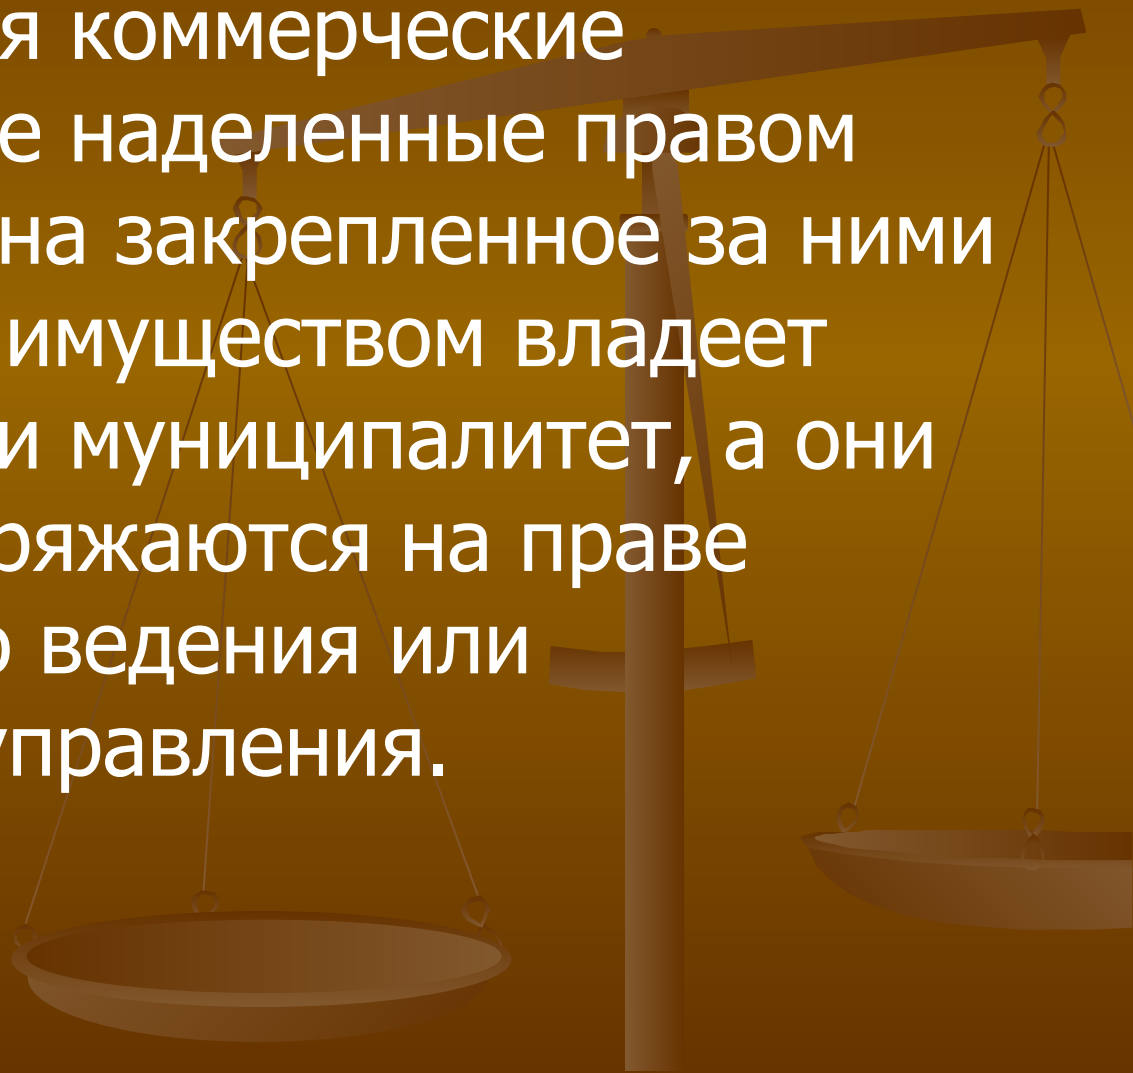 я коммерческие
е наделенные правом
на закрепленное за ними
имуществом владеет
и муниципалитет, а они
ряжаются на праве
о ведения или
управления.